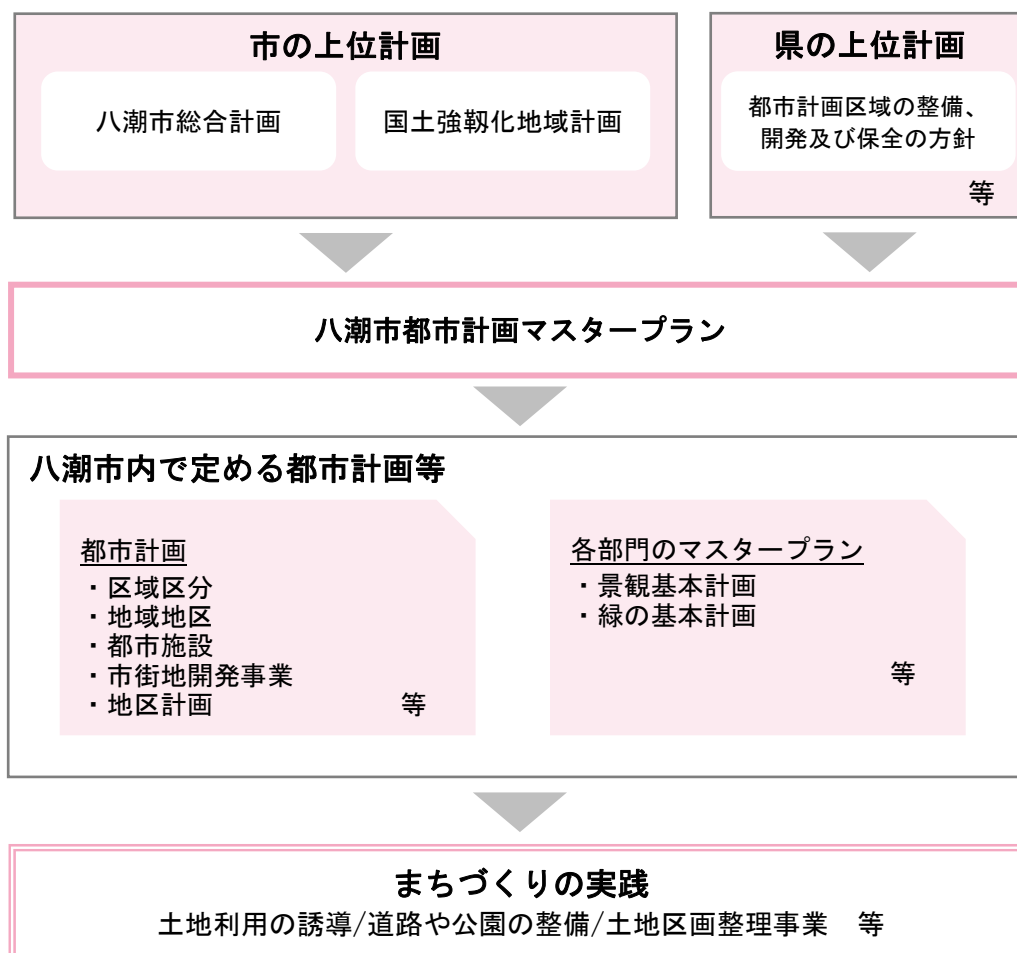 市の上位計画
八潮市総合計画
国土強靱化地域計画
県の上位計画
都市計画区域の整備、
開発及び保全の方針
等
八潮市都市計画マスタープラン
八潮市内で定める都市計画等
都市計画
・区域区分
・地域地区
・都市施設
・市街地開発事業
・地区計画 等
各部門のマスタープラン
・景観基本計画
・緑の基本計画
等
まちづくりの実践
土地利用の誘導/道路や公園の整備/土地区画整理事業　等